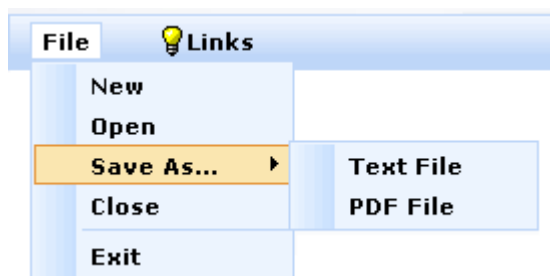 File Links
New
Open
Save As... Text File
Close PDF File
Exit